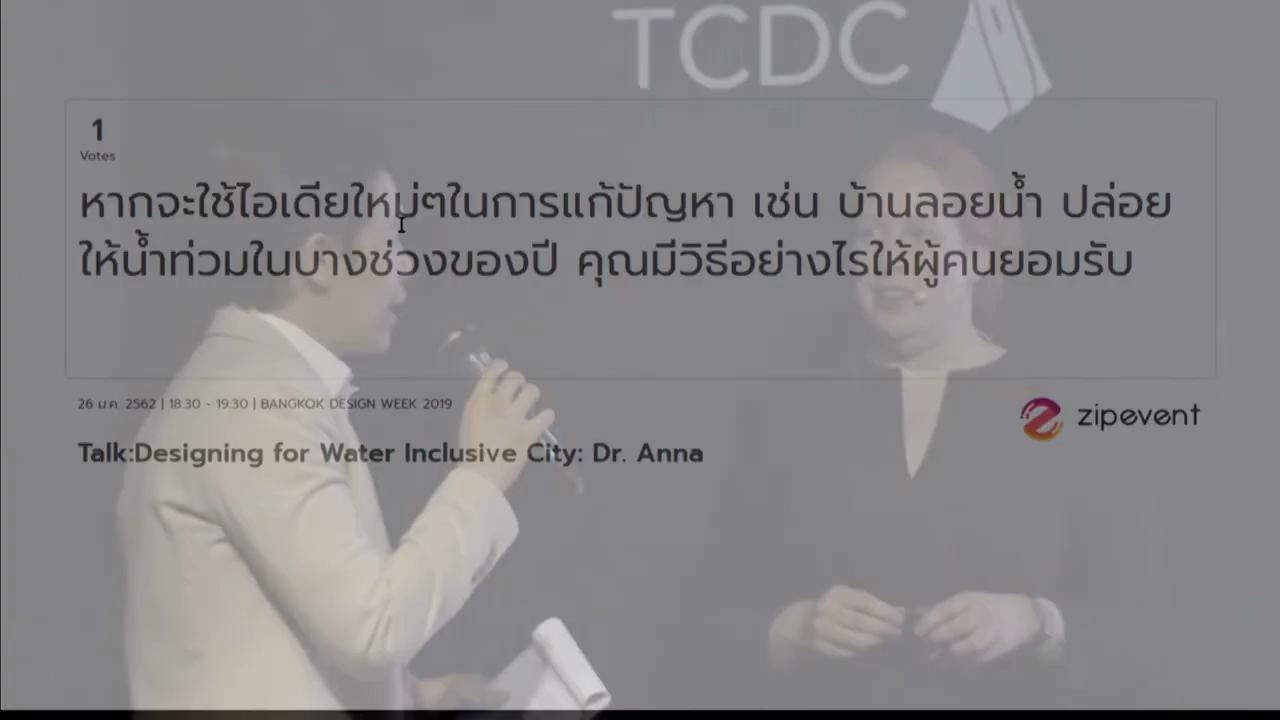 TCDC
1
Votes
หากจะใช้ไอเดียใหม่ๆในการแก้ปัญหา เช่น บ้านลอยน้ำ ปล่อย
ให้น้ำท่วมในบางช่วงของปี คุณมีวิธีอย่างไรให้ผู้คนยอมรับ
26 ม.ค. 2562 | 18:30 - 19:30 | BANGKOK DESIGN WEEK 2019
zipevent
Talk:Designing for Water Inclusive City: Dr. Anna